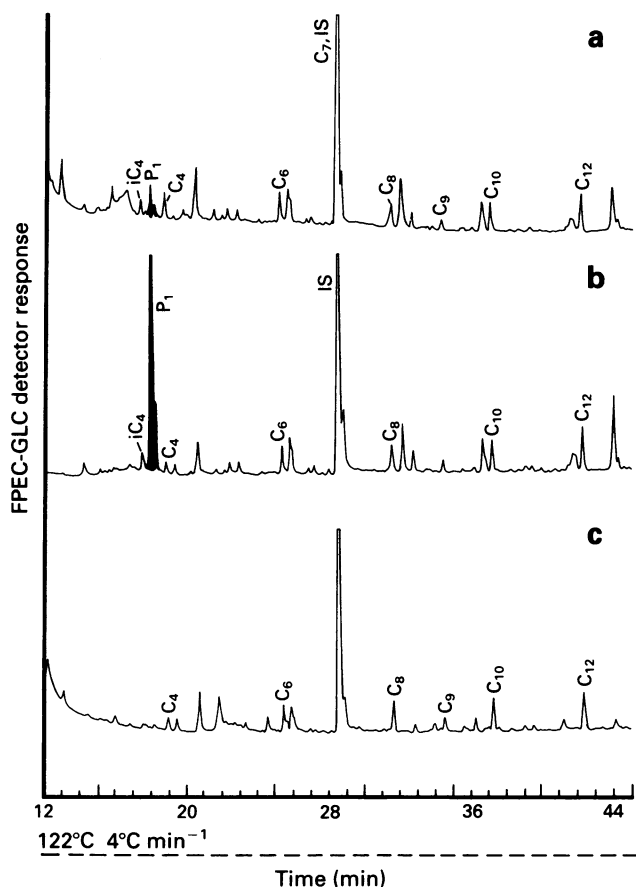 a
C₇, IS
iC₄
P₁
C₄
C₆
C₈
C₉
C₁₀
C₁₂
b
IS
P₁
iC₄
C₄
C₆
C₈
C₁₀
C₁₂
c
C₄
C₆
C₈
C₉
C₁₀
C₁₂
FPEC-GLC detector response
12 20 28 36 44
122°C 4°C min⁻¹
Time (min)